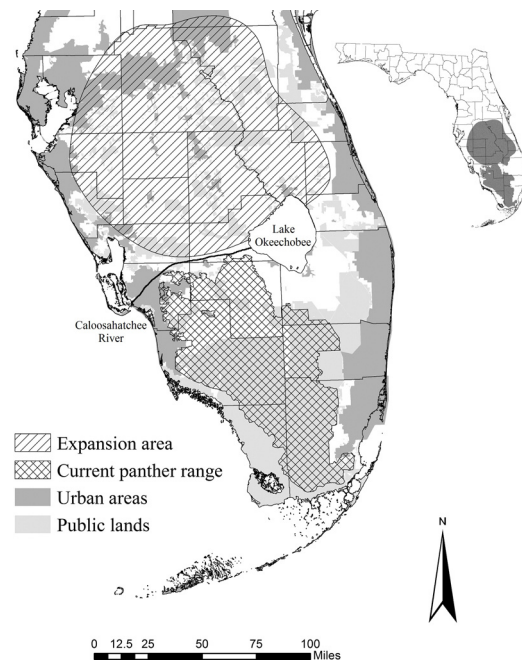 Lake
Okeechobee
Caloosahatchee
River
Expansion area
Current panther range
Urban areas
Public lands
N
0 12.5 25 50 75 100
Miles